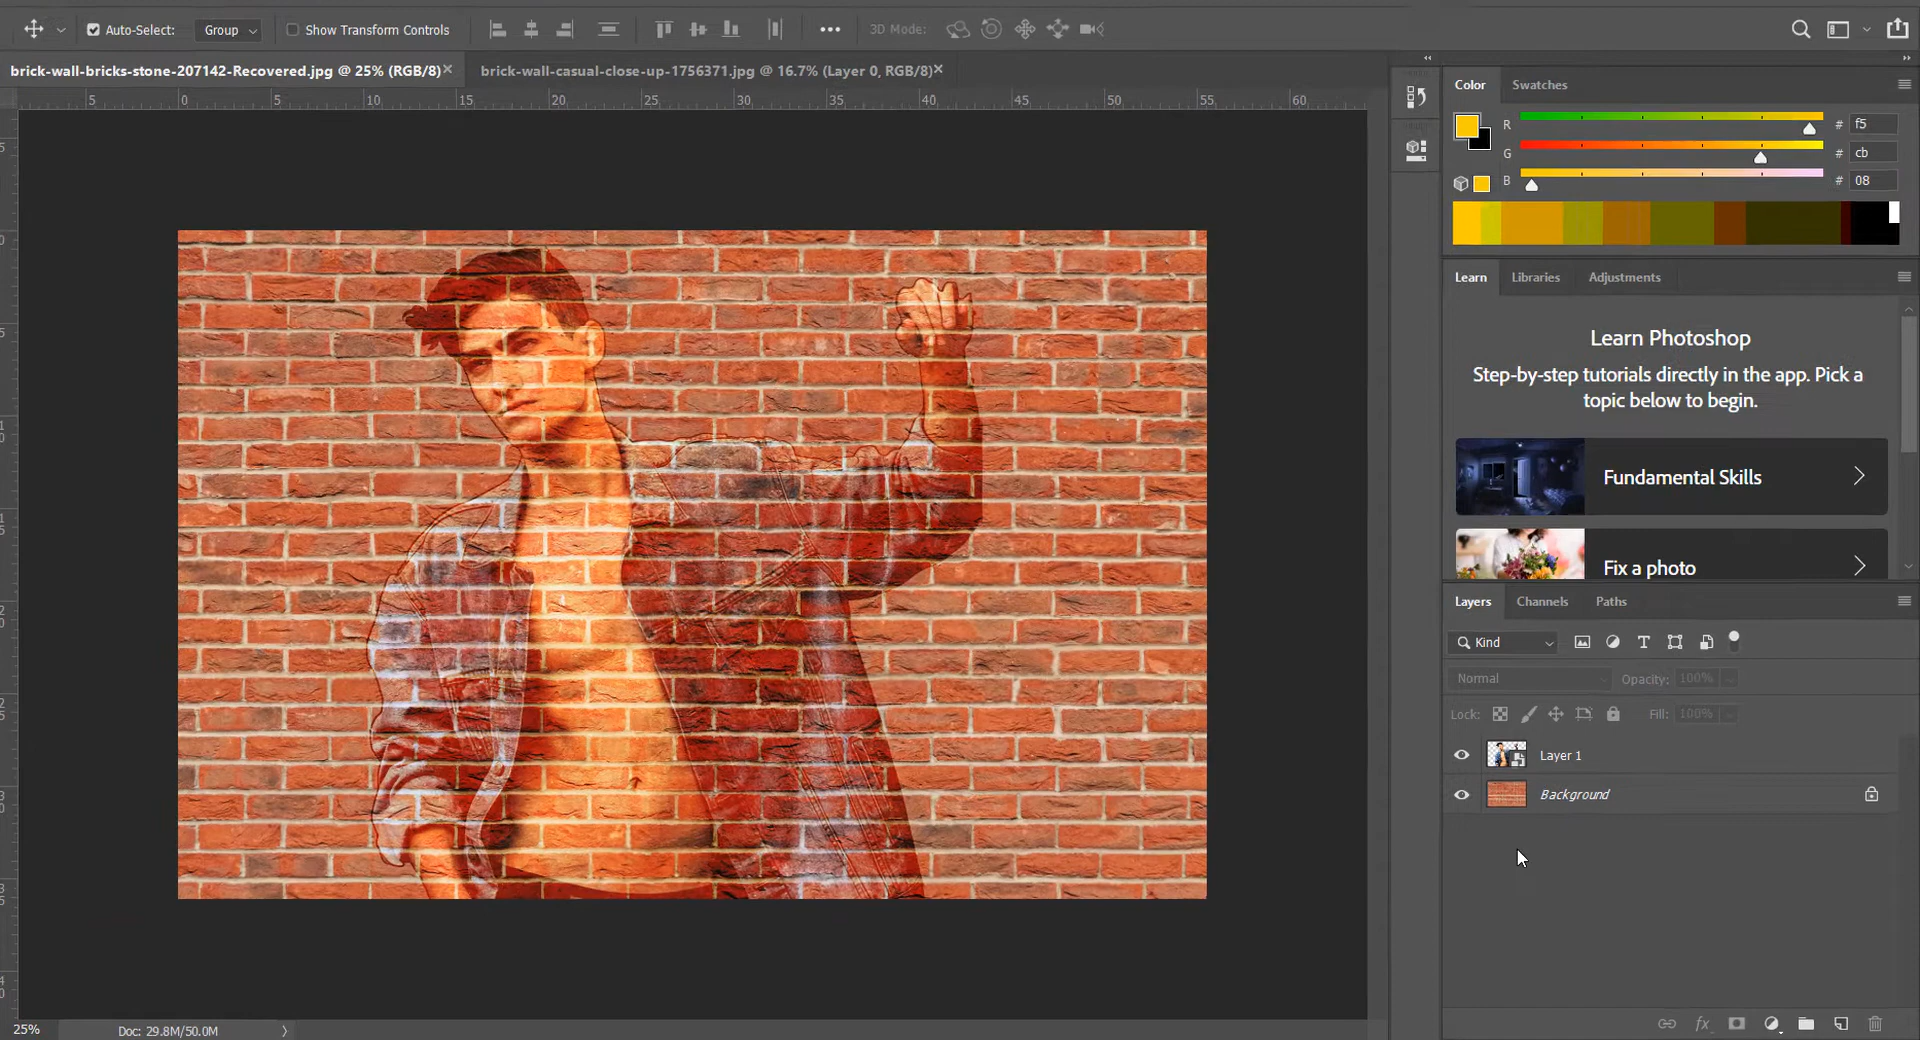 Auto-Select: Group Show Transform Controls 3D Mode:
brick-wall-bricks-stone-207142-Recovered.jpg @ 25% (RGB/8)
brick-wall-casual-close-up-1756371.jpg @ 16.7% (Layer 0, RGB/8)
5 0 5 10 15 20 25 30 35 40 45 50 55 60
Color Swatches
R # f5
G # cb
B # 08
Learn Libraries Adjustments
Learn Photoshop
Step-by-step tutorials directly in the app. Pick a
topic below to begin.
Fundamental Skills
Fix a photo
Layers Channels Paths
Kind
Normal Opacity: 100%
Lock: Fill: 100%
Layer 1
Background
25% Doc: 29.8M/50.0M